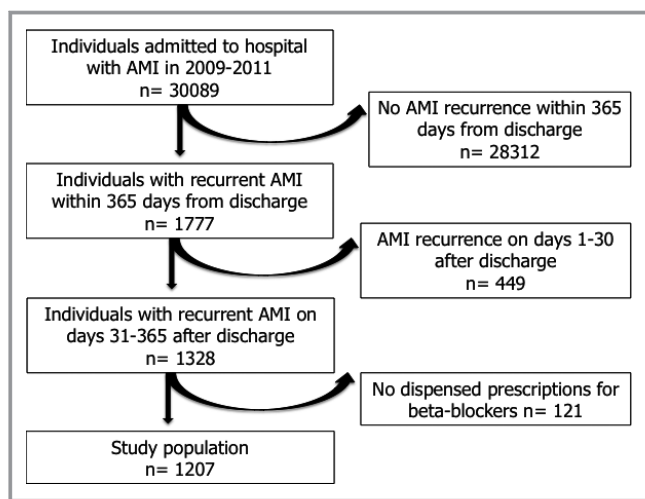 Individuals admitted to hospital
with AMI in 2009-2011
n= 30089
No AMI recurrence within 365
days from discharge
n= 28312
Individuals with recurrent AMI
within 365 days from discharge
n= 1777
AMI recurrence on days 1-30
after discharge
n= 449
Individuals with recurrent AMI on
days 31-365 after discharge
n= 1328
No dispensed prescriptions for
beta-blockers n= 121
Study population
n= 1207